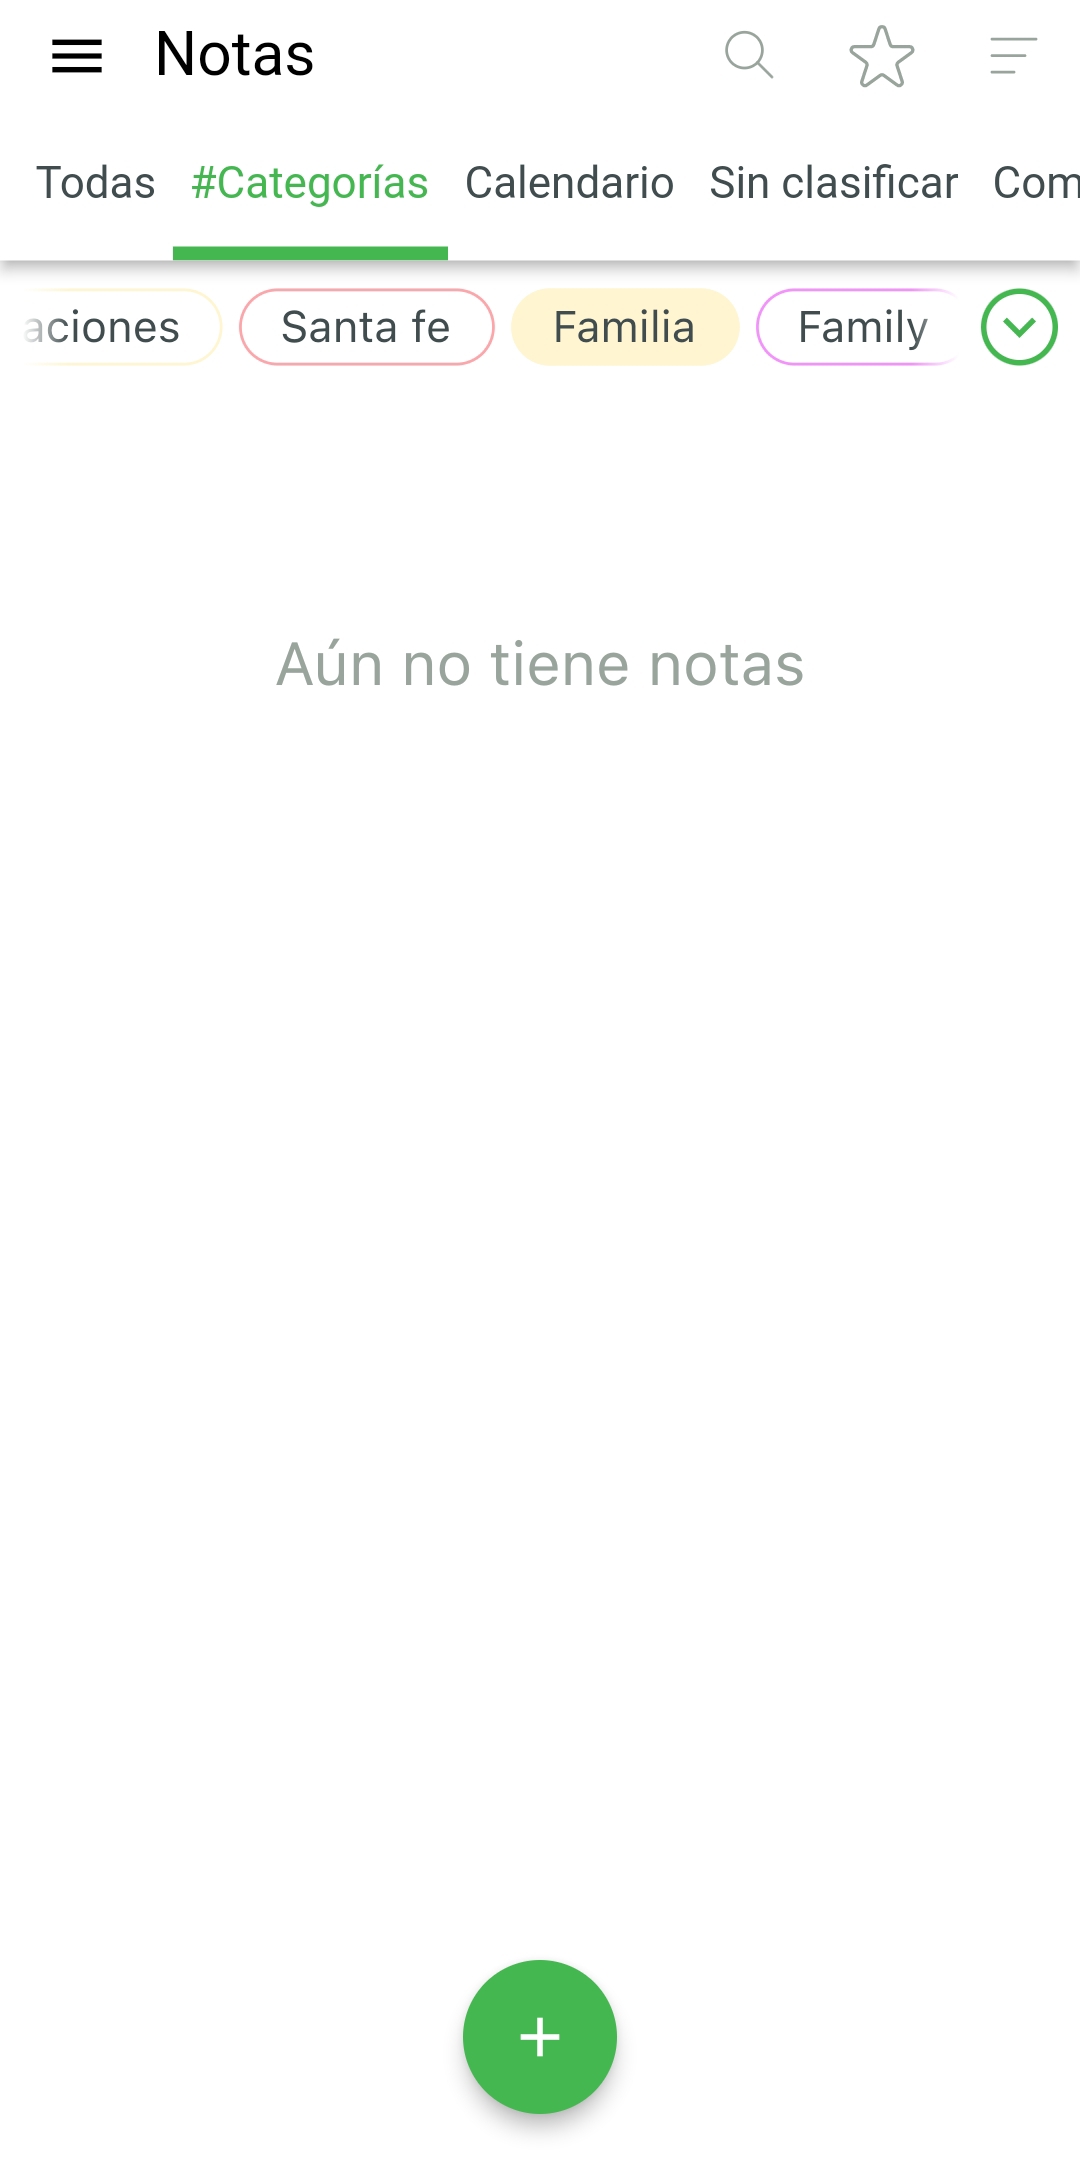 Notas
Todas #Categorías Calendario Sin clasificar Com
aciones Santa fe Familia Family
Aún no tiene notas